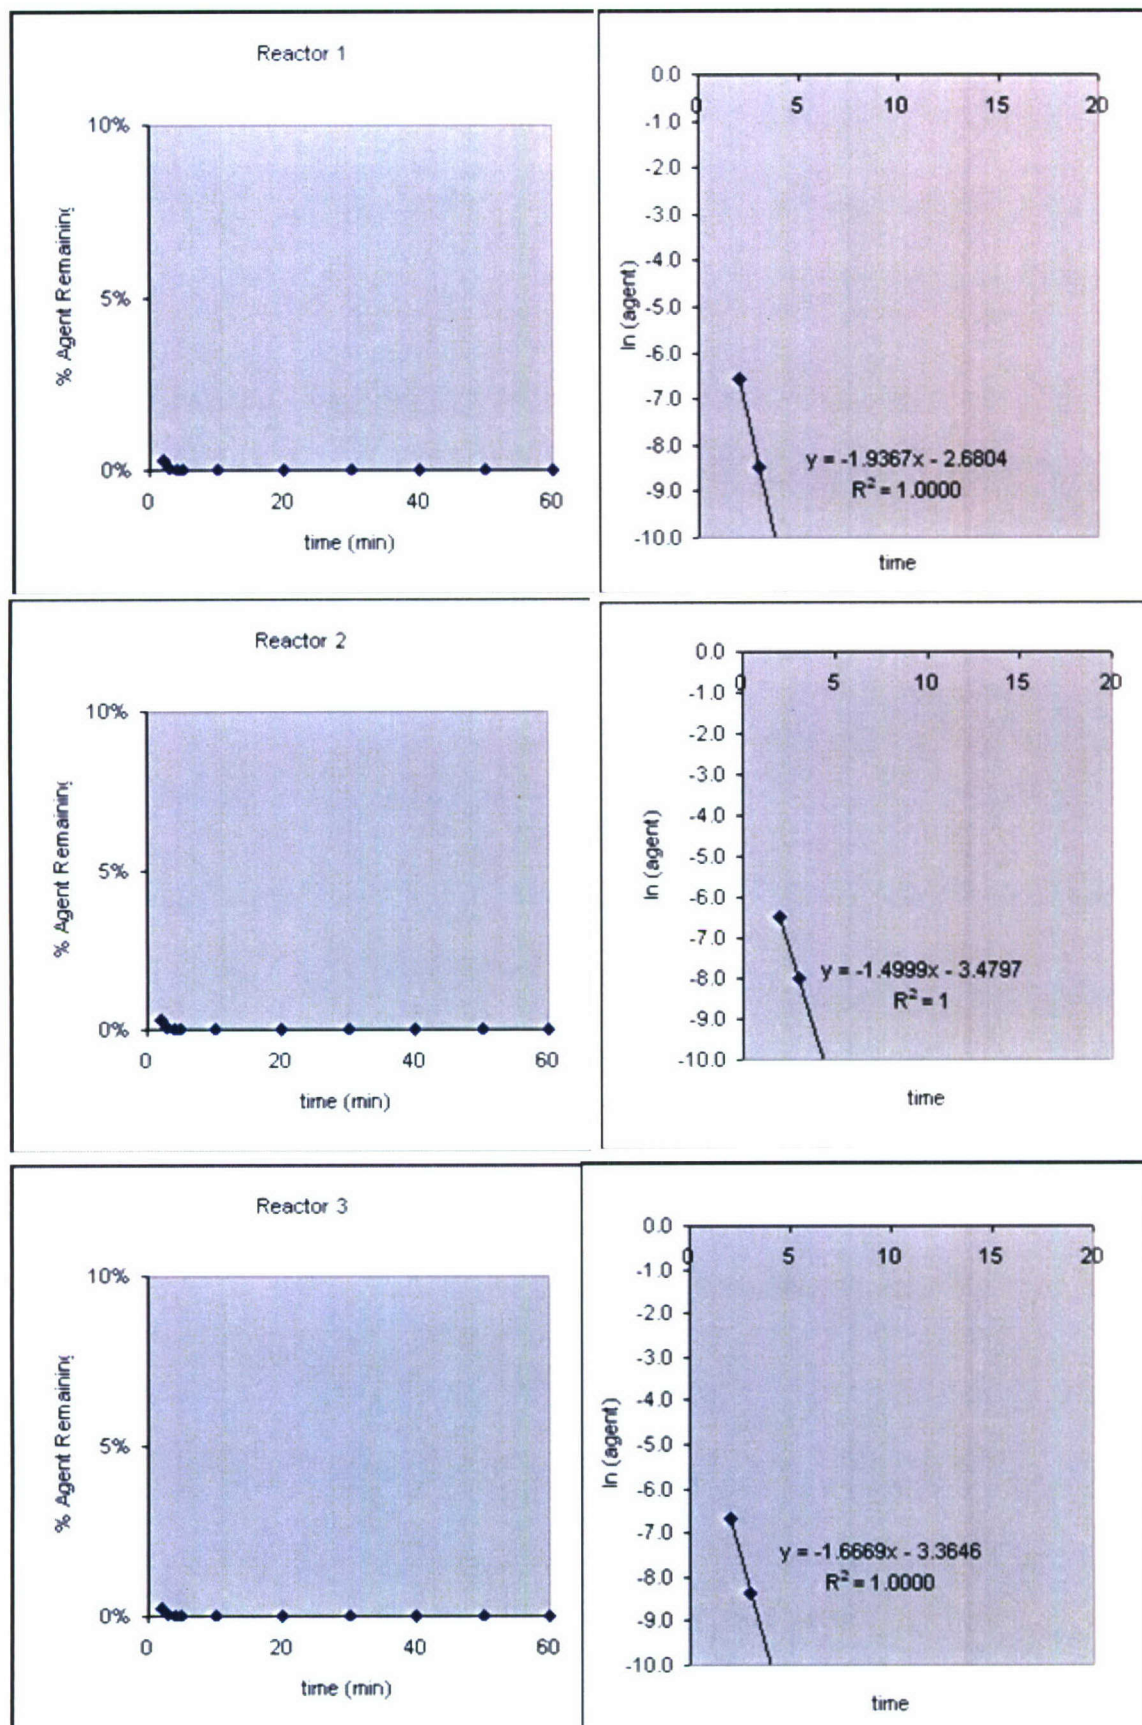 Reactor 1
10%
5%
0%
% Agent Remaining
0 20 40 60
time (min)
0.0
0 5 10 15 20
-1.0
-2.0
-3.0
-4.0
-5.0
-6.0
-7.0
-8.0
-9.0
-10.0
ln (agent)
y = -1.9367x - 2.6804
R² = 1.0000
time
Reactor 2
10%
5%
0%
% Agent Remaining
0 20 40 60
time (min)
0.0
0 5 10 15 20
-1.0
-2.0
-3.0
-4.0
-5.0
-6.0
-7.0
-8.0
-9.0
-10.0
ln (agent)
y = -1.4999x - 3.4797
R² = 1
time
Reactor 3
10%
5%
0%
% Agent Remaining
0 20 40 60
time (min)
0.0
0 5 10 15 20
-1.0
-2.0
-3.0
-4.0
-5.0
-6.0
-7.0
-8.0
-9.0
-10.0
ln (agent)
y = -1.6669x - 3.3646
R² = 1.0000
time